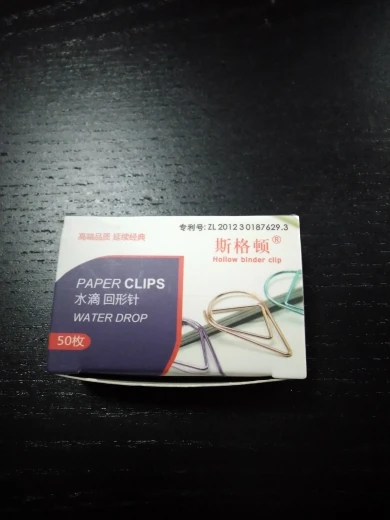 专利号: ZL 2012 3 0187629.3
高端品质 延续经典
斯格顿®
Hollow binder clip
PAPER CLIPS
水滴 回形针
WATER DROP
50枚